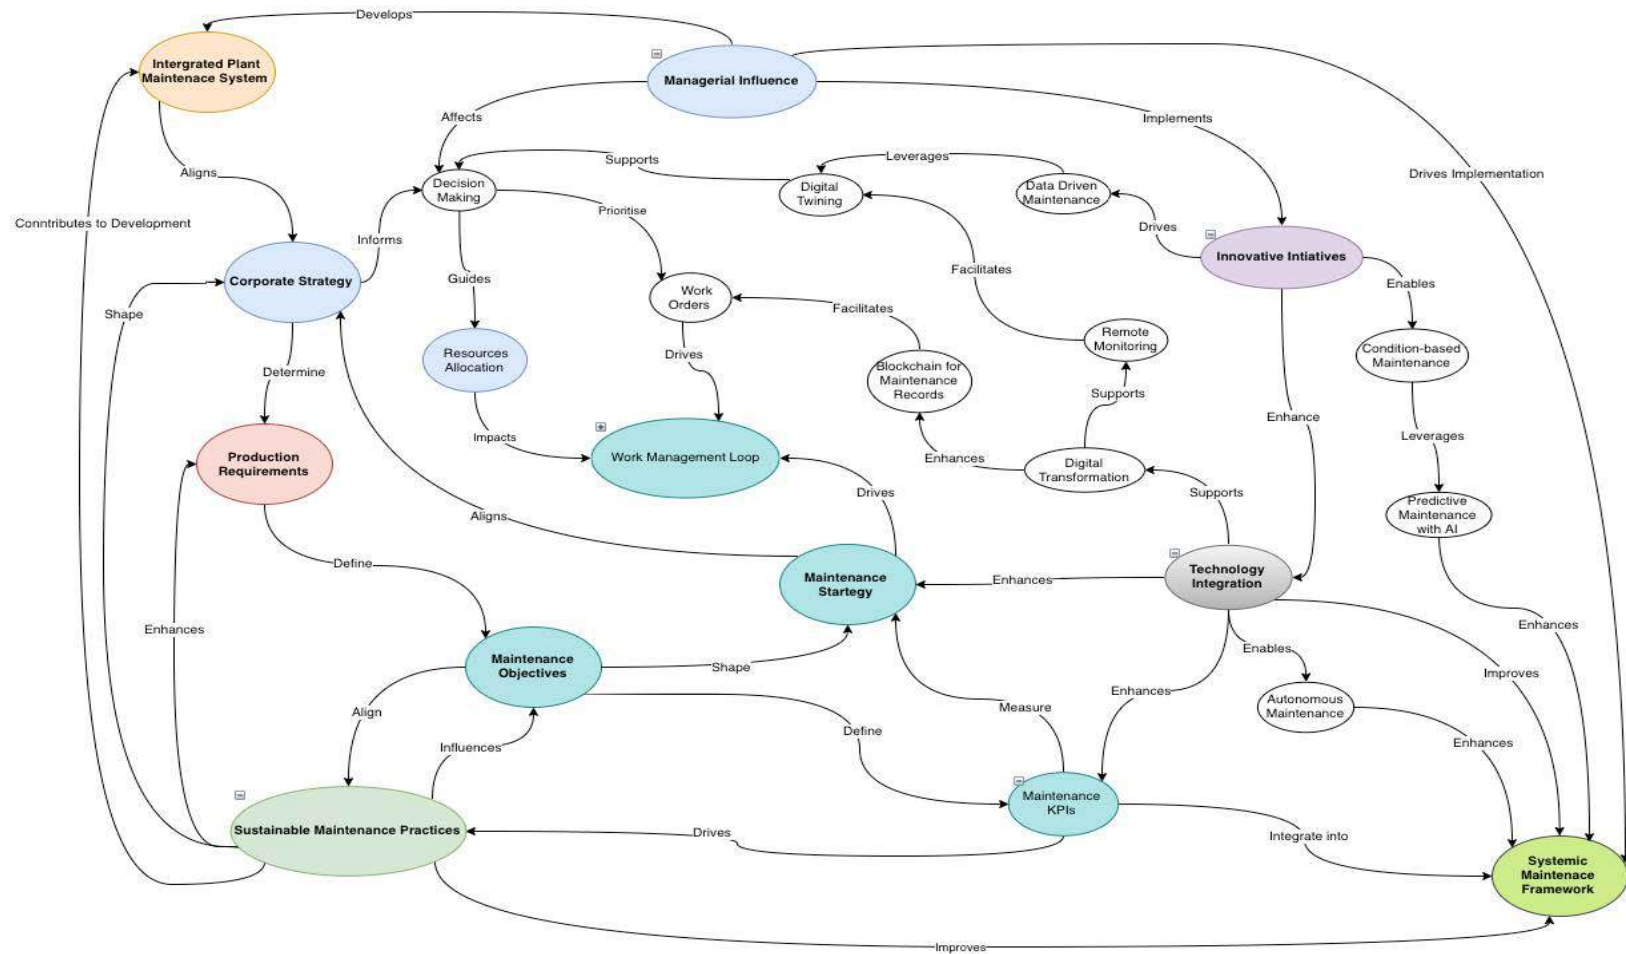 Develops
Intergrated Plant
Maintenace System
Managerial Influence
Affects
Implements
Aligns
Supports
Leverages
Decision
Making
Digital
Twining
Data Driven
Maintenance
Drives Implementation
Prioritise
Drives
Conntributes to Development
Informs
Innovative Intiatives
Corporate Strategy
Guides
Work
Orders
Facilitates
Enables
Shape
Facilitates
Remote
Monitoring
Resources
Allocation
Drives
Blockchain for
Maintenance
Records
Condition-based
Maintenance
Determine
Supports
Enhance
Impacts
Leverages
Production
Requirements
Work Management Loop
Enhances
Digital
Transformation
Drives
Supports
Predictive
Maintenance
with AI
Aligns
Define
Maintenance
Startegy
Enhances
Technology
Integration
Enhances
Enhances
Maintenance
Objectives
Shape
Enables
Improves
Align
Measure
Enhances
Autonomous
Maintenance
Influences
Define
Enhances
Maintenance
KPIs
Sustainable Maintenance Practices
Drives
Integrate into
Systemic
Maintenace
Framework
Improves